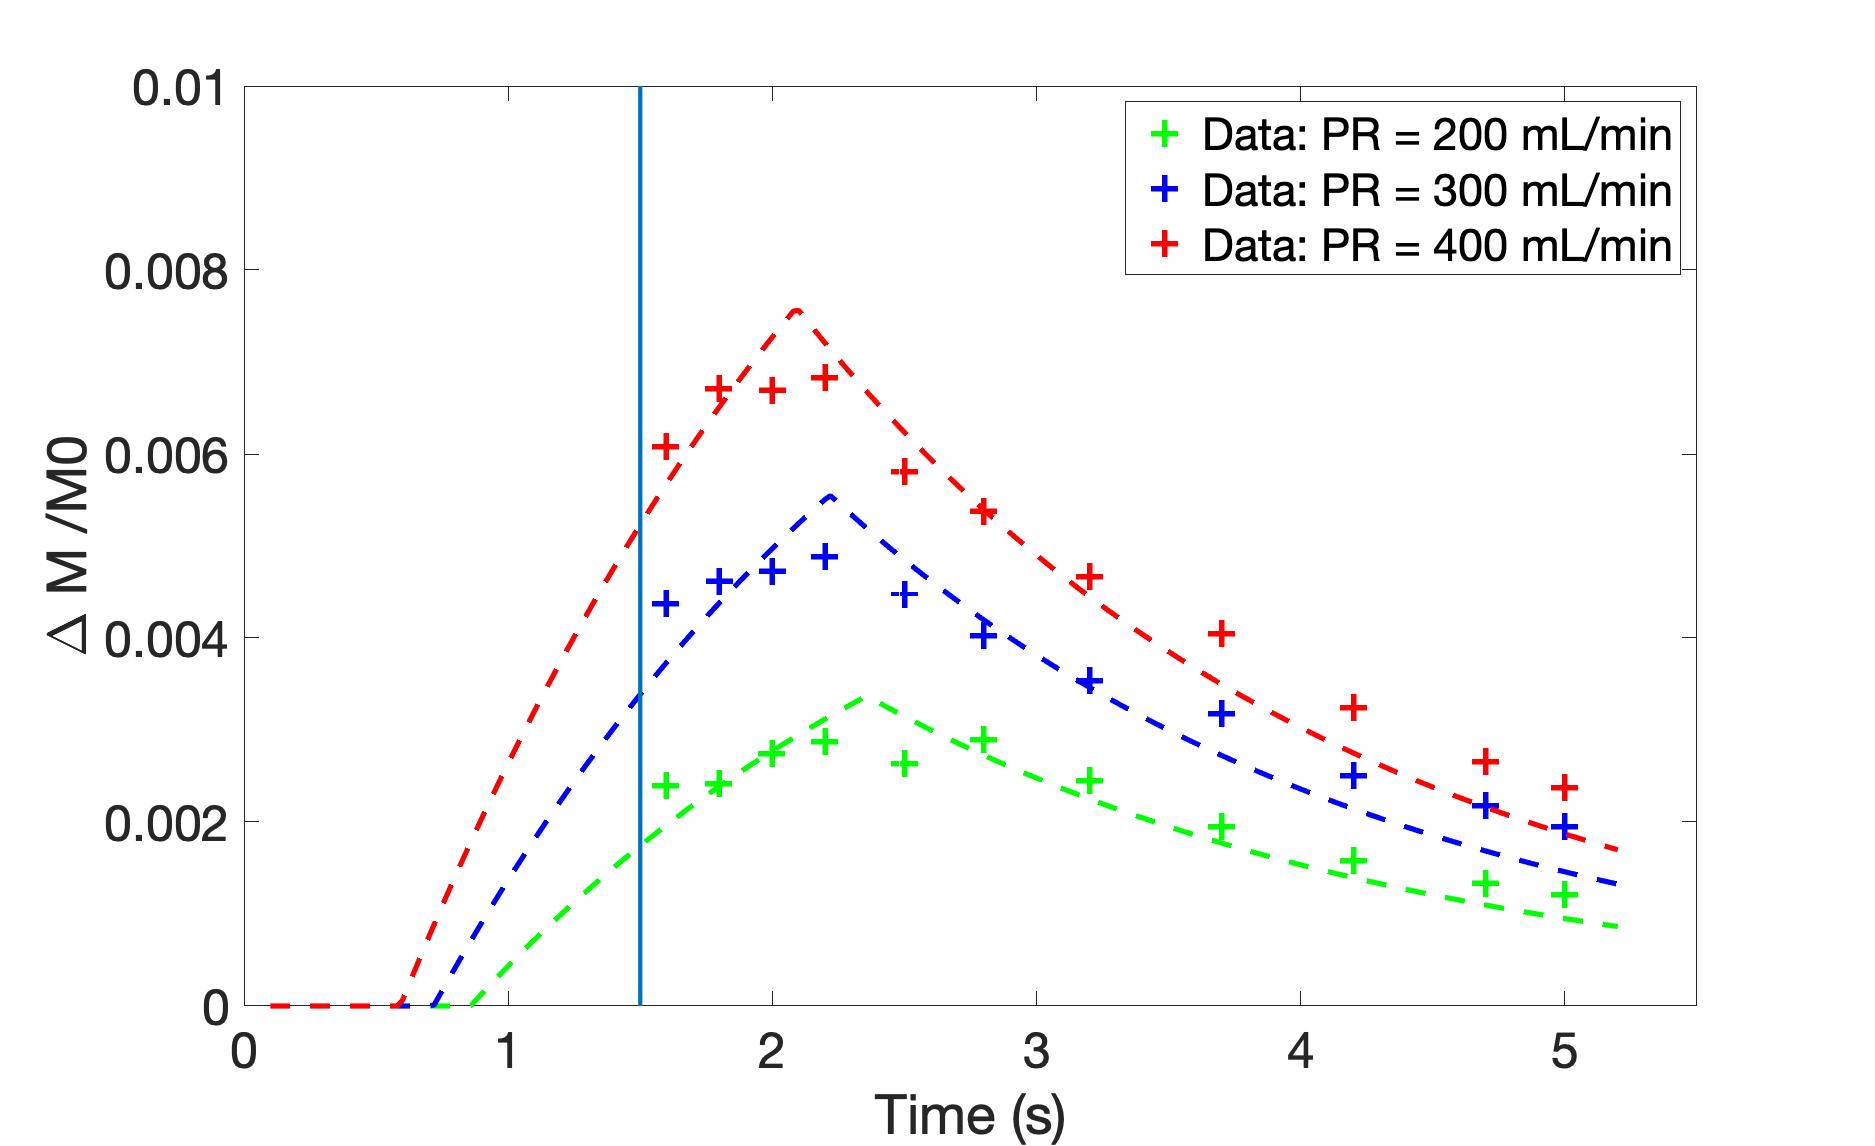 0.01
0.008
0.006
0.004
0.002
0
Δ M /M0
0 1 2 3 4 5
Time (s)
Data: PR = 200 mL/min
Data: PR = 300 mL/min
Data: PR = 400 mL/min